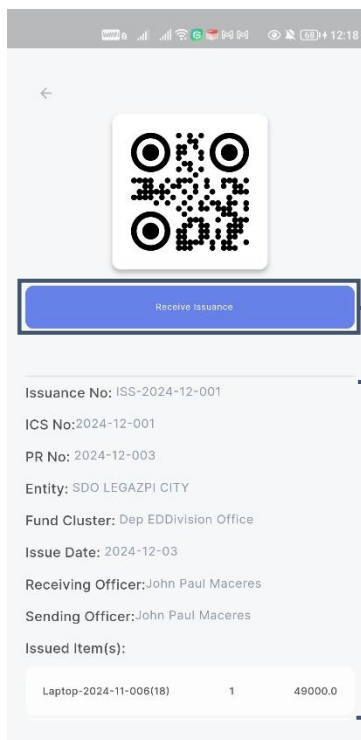 68 12:18
Receive Issuance
Issuance No: ISS-2024-12-001
ICS No:2024-12-001
PR No: 2024-12-003
Entity: SDO LEGAZPI CITY
Fund Cluster: Dep EDDivision Office
Issue Date: 2024-12-03
Receiving Officer:John Paul Maceres
Sending Officer:John Paul Maceres
Issued Item(s):
Laptop-2024-11-006(18) 1 49000.0